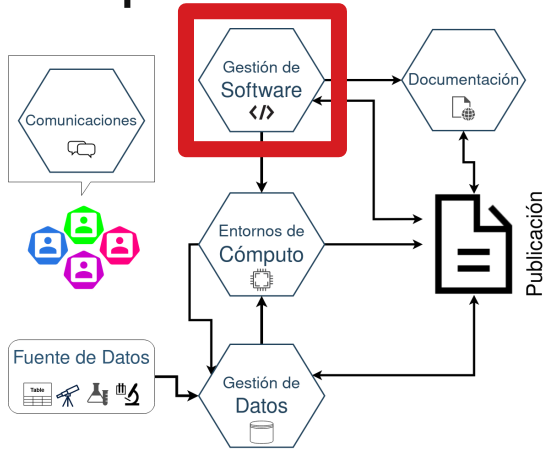 Gestión de
Software
</>
Documentación
Comunicaciones
Entornos de
Cómputo
Publicación
Fuente de Datos
Table
Gestión de
Datos